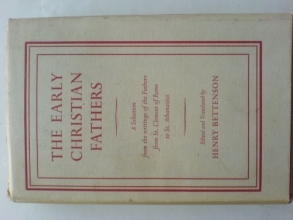 THE EARLY
CHRISTIAN
FATHERS
A Selection
from the writings of the Fathers
from St. Clement of Rome
to St. Athanasius
Edited and Translated by
HENRY BETTENSON